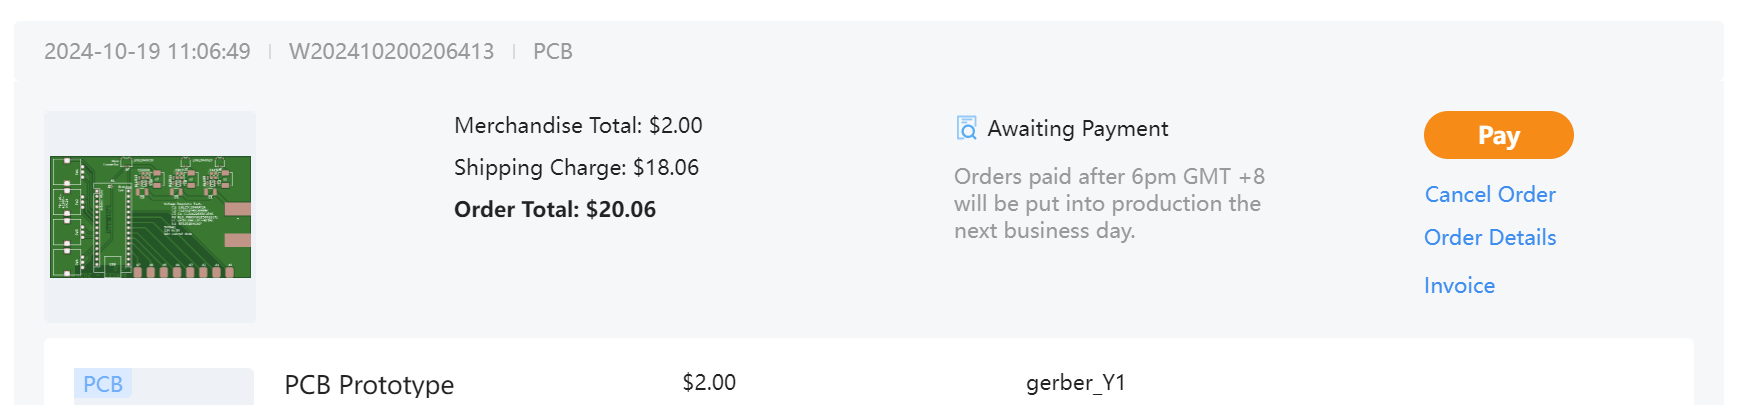 2024-10-19 11:06:49 | W202410200206413 | PCB
Merchandise Total: $2.00
Shipping Charge: $18.06
Order Total: $20.06
Awaiting Payment
Orders paid after 6pm GMT +8
will be put into production the
next business day.
Pay
Cancel Order
Order Details
Invoice
PCB
PCB Prototype
$2.00
gerber_Y1